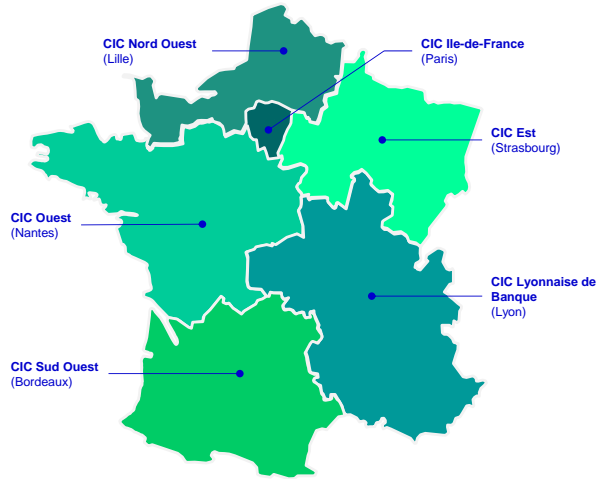 CIC Nord Ouest
(Lille)
CIC Ile-de-France
(Paris)
CIC Est
(Strasbourg)
CIC Ouest
(Nantes)
CIC Lyonnaise de
Banque
(Lyon)
CIC Sud Ouest
(Bordeaux)